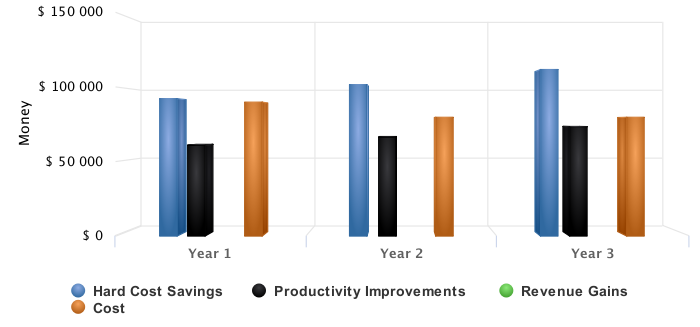 $ 150 000
$ 100 000
$ 50 000
$ 0
Money
Year 1 Year 2 Year 3
Hard Cost Savings Productivity Improvements Revenue Gains
Cost